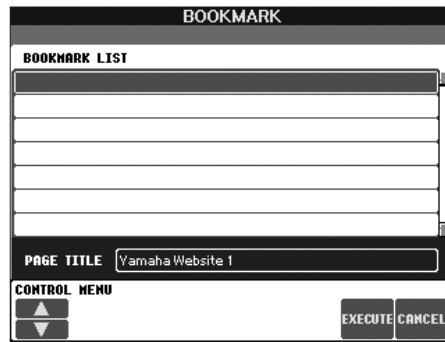 BOOKMARK
BOOKMARK LIST
PAGE TITLE Yamaha Website 1
CONTROL MENU
EXECUTE CANCEL